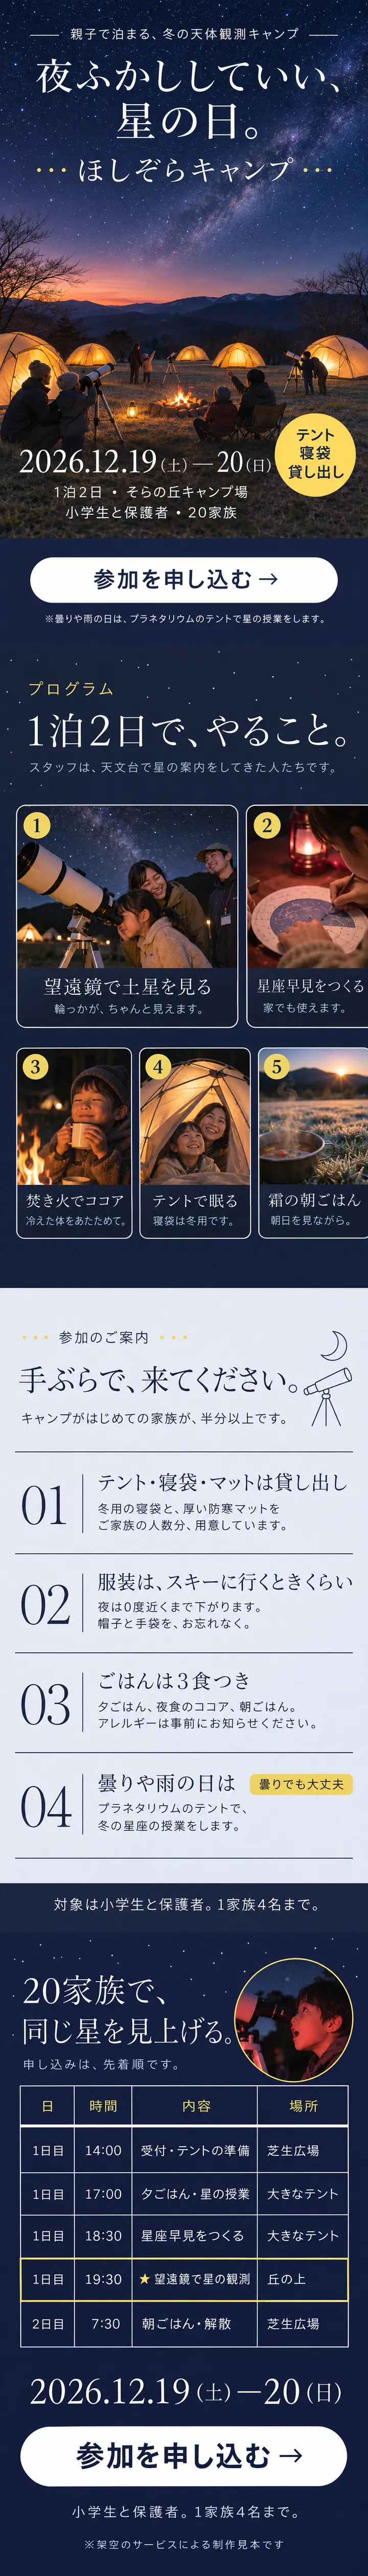 親子で泊まる、冬の天体観測キャンプ
夜ふかししていい、
星の日。
ほしぞらキャンプ
2026.12.19(土)—20(日)
1泊2日・そらの丘キャンプ場
小学生と保護者・20家族
テント
寝袋
貸し出し
参加を申し込む→
※曇りや雨の日は、プラネタリウムのテントで星の授業をします。
プログラム
1泊2日で、やること。
スタッフは、天文台で星の案内をしてきた人たちです。
1
望遠鏡で土星を見る
輪っかが、ちゃんと見えます。
2
星座早見をつくる
家でも使えます。
3
焚き火でココア
冷えた体をあたためて。
4
テントで眠る
寝袋は冬用です。
5
霜の朝ごはん
朝日を見ながら。
参加のご案内
手ぶらで、来てください。
キャンプがはじめての家族が、半分以上です。
01
テント・寝袋・マットは貸し出し
冬用の寝袋と、厚い防寒マットを
ご家族の人数分、用意しています。
02
服装は、スキーに行くときくらい
夜は0度近くまで下がります。
帽子と手袋を、お忘れなく。
03
ごはんは3食つき
夕ごはん、夜食のココア、朝ごはん。
アレルギーは事前にお知らせください。
04
曇りや雨の日は
曇りでも大丈夫
プラネタリウムのテントで、
冬の星座の授業をします。
対象は小学生と保護者。1家族4名まで。
20家族で、
同じ星を見上げる。
申し込みは、先着順です。
日 時間 内容 場所
1日目 14:00 受付・テントの準備 芝生広場
1日目 17:00 夕ごはん・星の授業 大きなテント
1日目 18:30 星座早見をつくる 大きなテント
1日目 19:30 ★望遠鏡で星の観測 丘の上
2日目 7:30 朝ごはん・解散 芝生広場
2026.12.19(土)—20(日)
参加を申し込む→
小学生と保護者。1家族4名まで。
※架空のサービスによる制作見本です